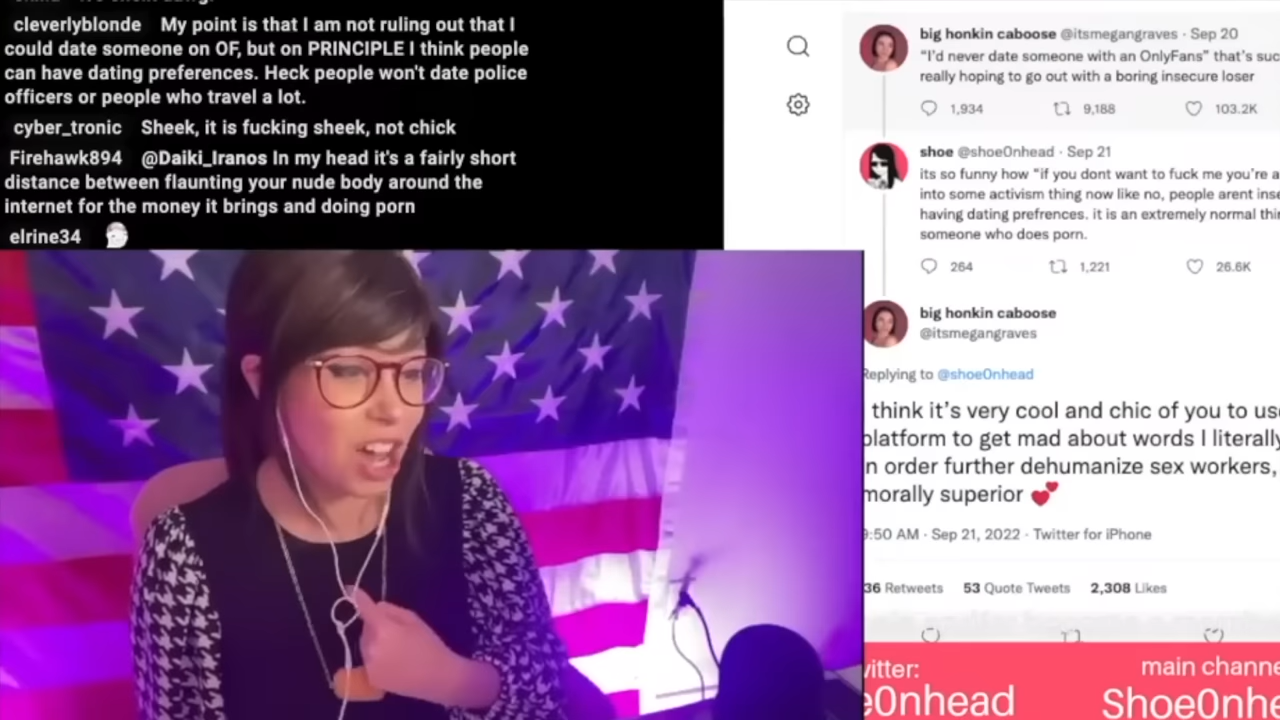 cleverlyblonde My point is that I am not ruling out that I
could date someone on OF, but on PRINCIPLE I think people
can have dating preferences. Heck people won't date police
officers or people who travel a lot.
cyber_tronic Sheek, it is fucking sheek, not chick
Firehawk894 @Daiki_Iranos In my head it's a fairly short
distance between flaunting your nude body around the
internet for the money it brings and doing porn
elrine34
big honkin caboose @itsmegangraves · Sep 20
“I'd never date someone with an OnlyFans” that's suc
really hoping to go out with a boring insecure loser
1,934 9,188 103.2K
shoe @shoe0nhead · Sep 21
its so funny how “if you dont want to fuck me you're a
into some activism thing now like no, people arent inse
having dating prefrences. it is an extremely normal thin
someone who does porn.
264 1,221 26.6K
big honkin caboose
@itsmegangraves
Replying to @shoe0nhead
think it's very cool and chic of you to us
platform to get mad about words I literally
n order further dehumanize sex workers,
morally superior 💕
9:50 AM · Sep 21, 2022 · Twitter for iPhone
36 Retweets 53 Quote Tweets 2,308 Likes
witter: main channe
e0nhead Shoe0nhe